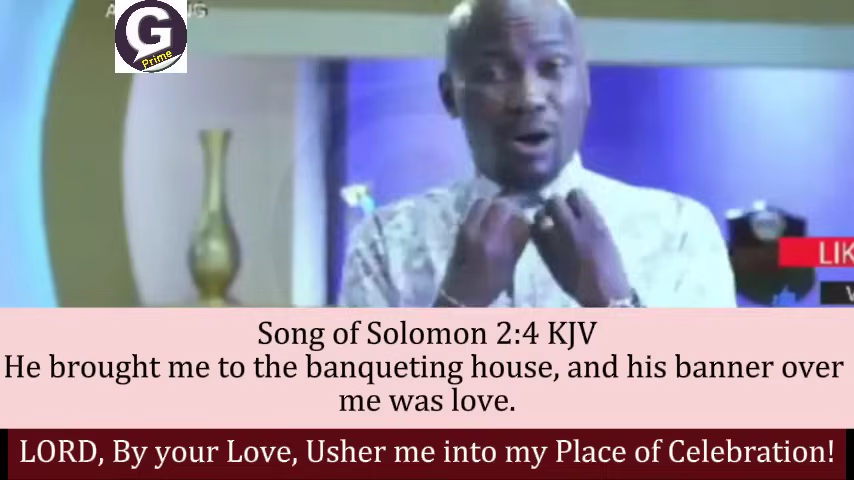 G
Prime
LIK
Song of Solomon 2:4 KJV
He brought me to the banqueting house, and his banner over
me was love.
LORD, By your Love, Usher me into my Place of Celebration!